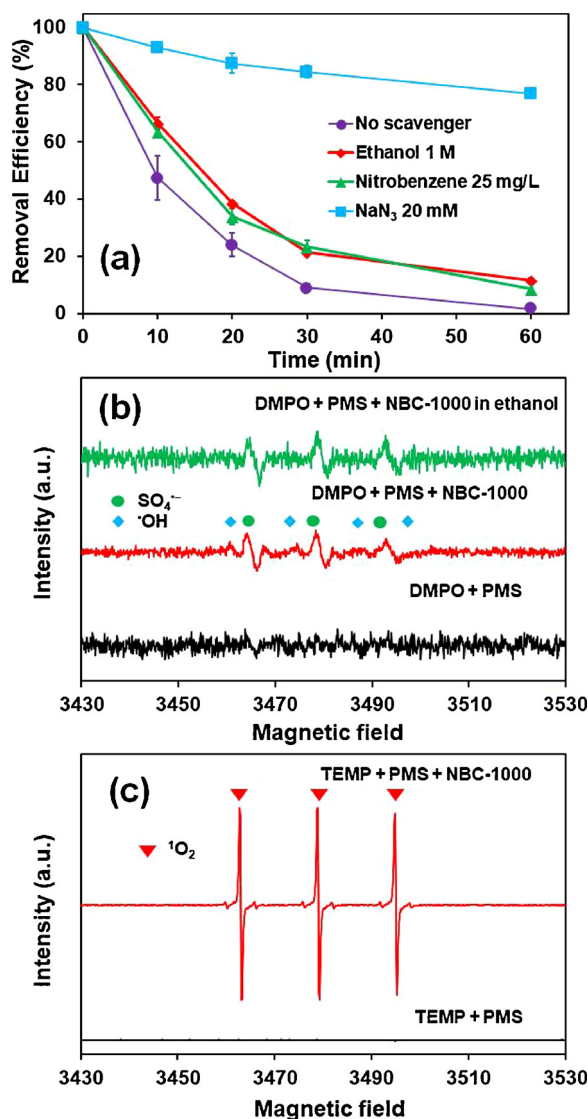 100
80
60
40
20
0
Removal Efficiency (%)
No scavenger
Ethanol 1 M
Nitrobenzene 25 mg/L
NaN₃ 20 mM
(a)
0 10 20 30 40 50 60
Time (min)
(b)
DMPO + PMS + NBC-1000 in ethanol
DMPO + PMS + NBC-1000
SO₄•−
•OH
DMPO + PMS
Intensity (a.u.)
3430 3450 3470 3490 3510 3530
Magnetic field
(c)
TEMP + PMS + NBC-1000
¹O₂
TEMP + PMS
Intensity (a.u.)
3430 3450 3470 3490 3510 3530
Magnetic field